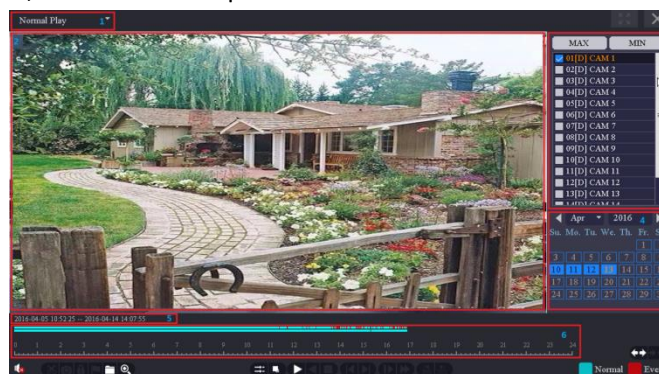 Normal Play 1
2
MAX MIN
01[D] CAM 1
02[D] CAM 2
03[D] CAM 3
04[D] CAM 4
05[D] CAM 5
06[D] CAM 6
07[D] CAM 7
08[D] CAM 8
09[D] CAM 9
10[D] CAM 10
11[D] CAM 11
12[D] CAM 12
13[D] CAM 13
14[D] CAM 14
Apr 2016 4
Su. Mo. Tu. We. Th. Fr.
1
3 4 5 6 7 8
10 11 12 13 14 15
17 18 19 20 21 22
24 25 26 27 28 29
2016-04-05 18:52:25 -- 2016-04-14 14:07:55 5
6
0 1 2 3 4 5 6 7 8 9 10 11 12 13 14 15 16 17 18 19 20 21 22 23 24
Normal Eve